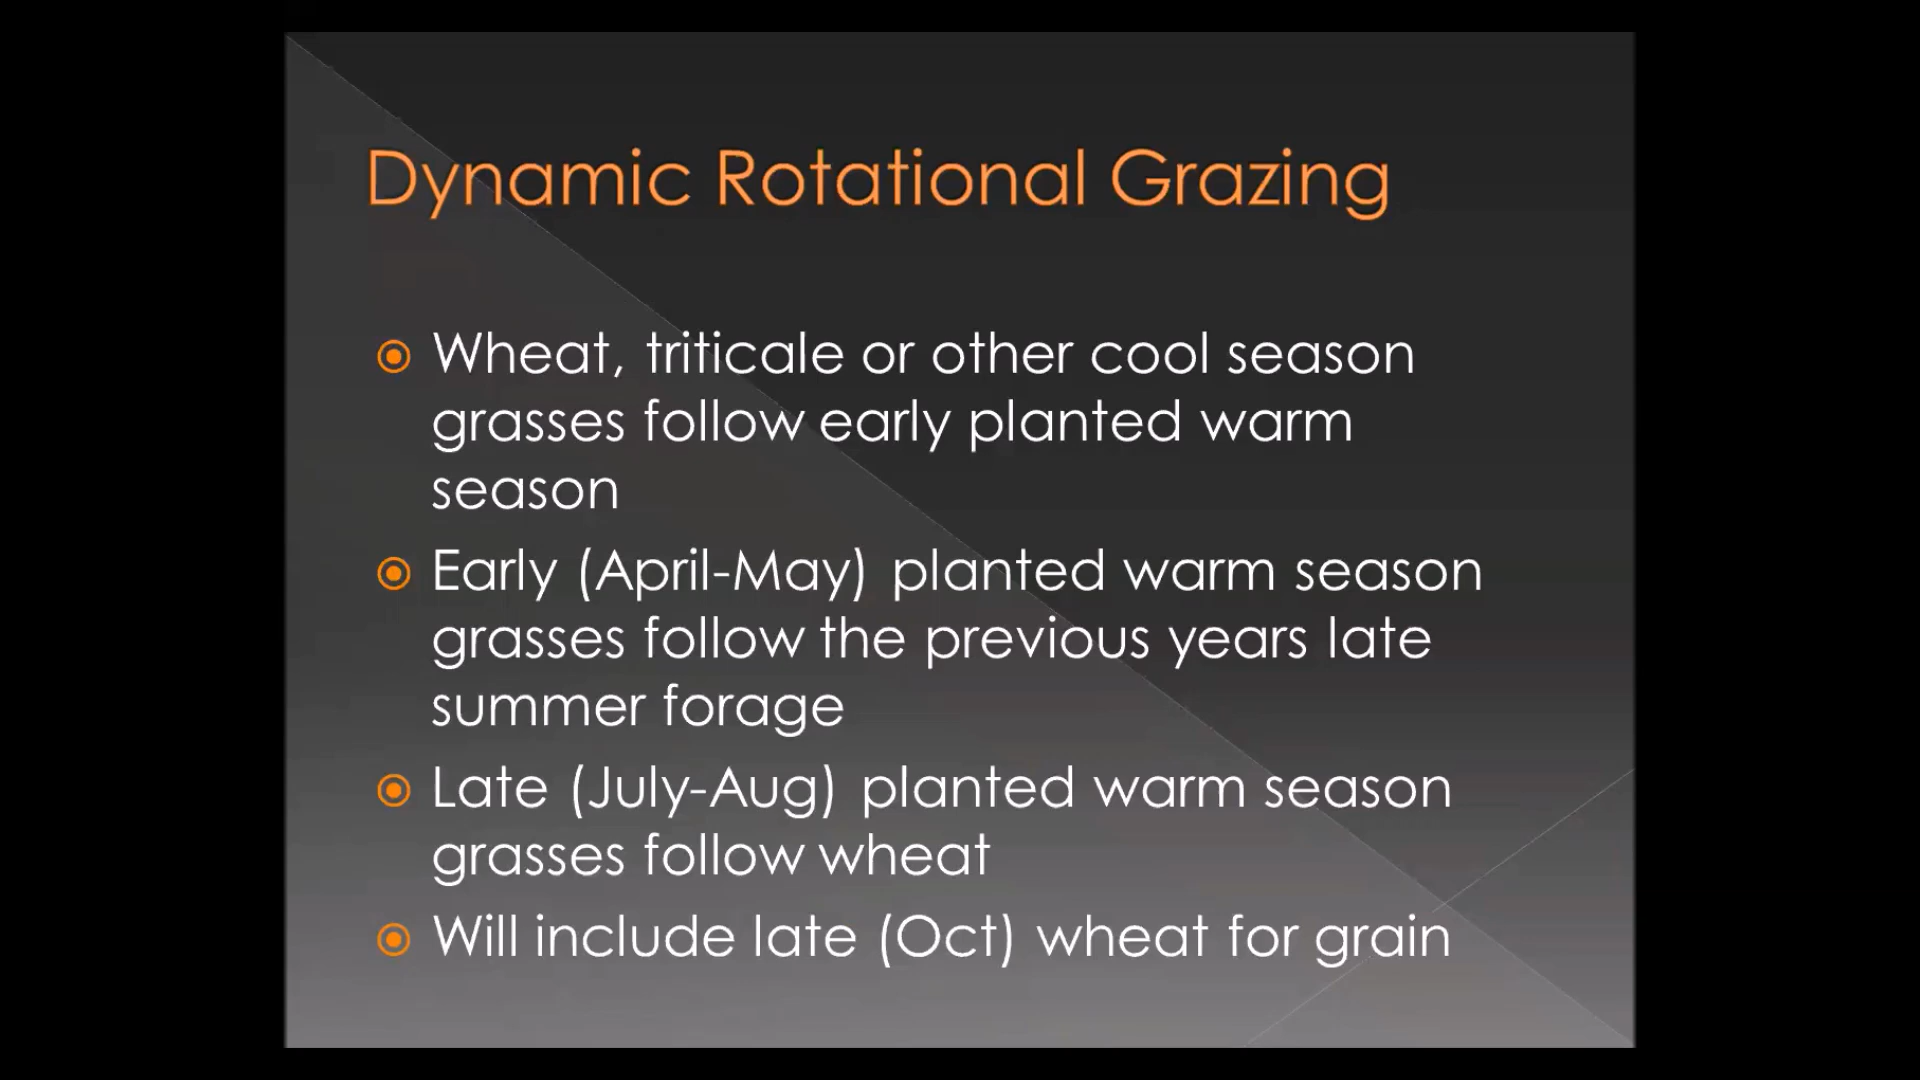 Dynamic Rotational Grazing
Wheat, triticale or other cool season
grasses follow early planted warm
season
Early (April-May) planted warm season
grasses follow the previous years late
summer forage
Late (July-Aug) planted warm season
grasses follow wheat
Will include late (Oct) wheat for grain